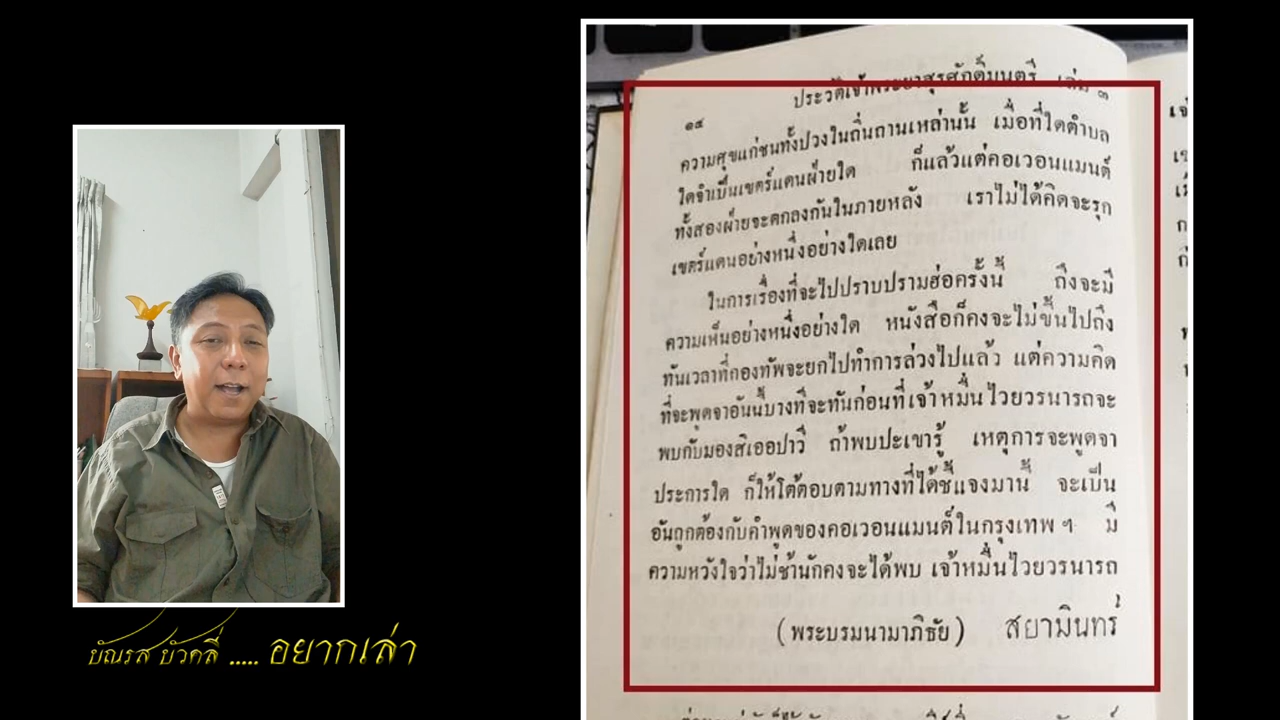 ประวัติเจ้าพระยาสุรศักดิ์มนตรี เล่ม ๓
๑๕
ความศุขแก่ชนทั้งปวงในถิ่นถานเหล่านั้น เมื่อที่ใดตำบล
ใดจำเป็นเขตร์แดนฝ่ายใด ก็แล้วแต่คอเวอนแมนต์
ทั้งสองฝ่ายจะตกลงกันในภายหลัง เราไม่ได้คิดจะรุก
เขตร์แดนอย่างหนึ่งอย่างใดเลย
ในการเรื่องที่จะไปปราบปรามฮ่อครั้งนี้ ถึงจะมี
ความเห็นอย่างหนึ่งอย่างใด หนังสือก็คงจะไม่ขึ้นไปถึง
ทันเวลาที่กองทัพจะยกไปทำการล่วงไปแล้ว แต่ความคิด
ที่จะพูดจาอันนี้บางทีจะทันก่อนที่เจ้าหมื่นไวยวรนารถจะ
พบกับมองสิเออปาวี ถ้าพบปะเขารู้ เหตุการจะพูดจา
ประการใด ก็ให้โต้ตอบตามทางที่ได้ชี้แจงมานี้ จะเป็น
อันถูกต้องกับคำพูดของคอเวอนแมนต์ในกรุงเทพ ฯ มี
ความหวังใจว่าไม่ช้านักคงจะได้พบ เจ้าหมื่นไวยวรนารถ
(พระบรมนามาภิธัย) สยามินทร์
บัณรส บัวคลี่ ..... อยากเล่า